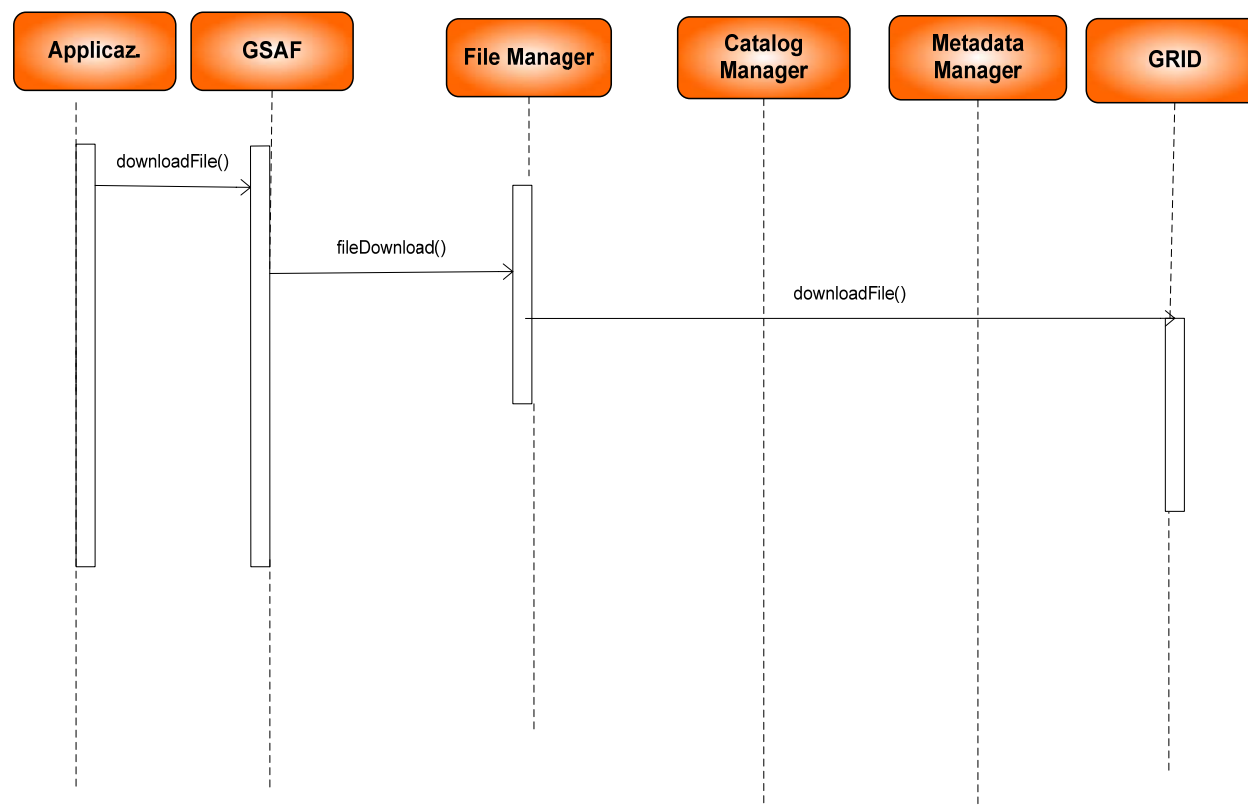 Applicaz.
GSAF
File Manager
Catalog
Manager
Metadata
Manager
GRID
downloadFile()
fileDownload()
downloadFile()